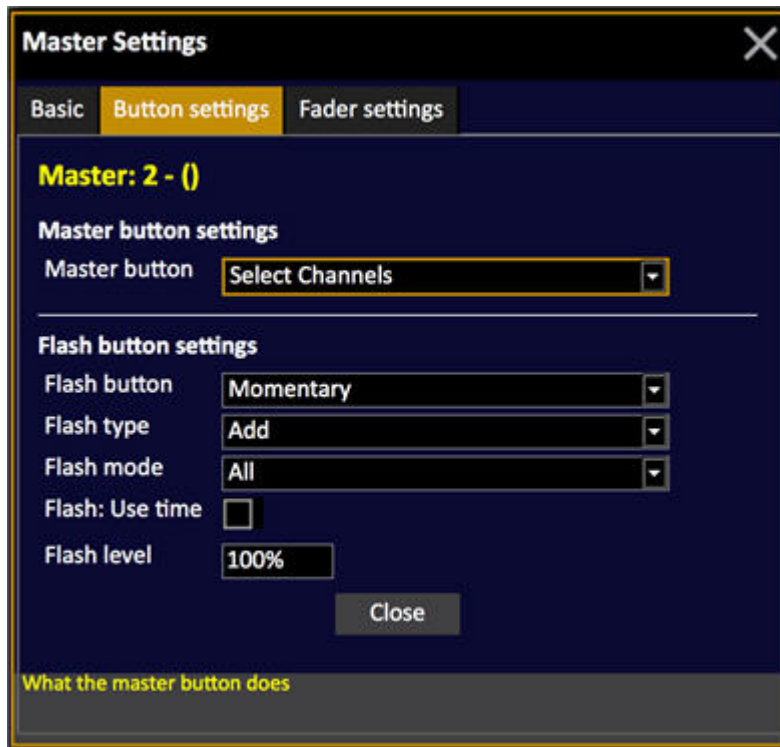 Master Settings
Basic Button settings Fader settings
Master: 2 - ()
Master button settings
Master button Select Channels
Flash button settings
Flash button Momentary
Flash type Add
Flash mode All
Flash: Use time
Flash level 100%
Close
What the master button does